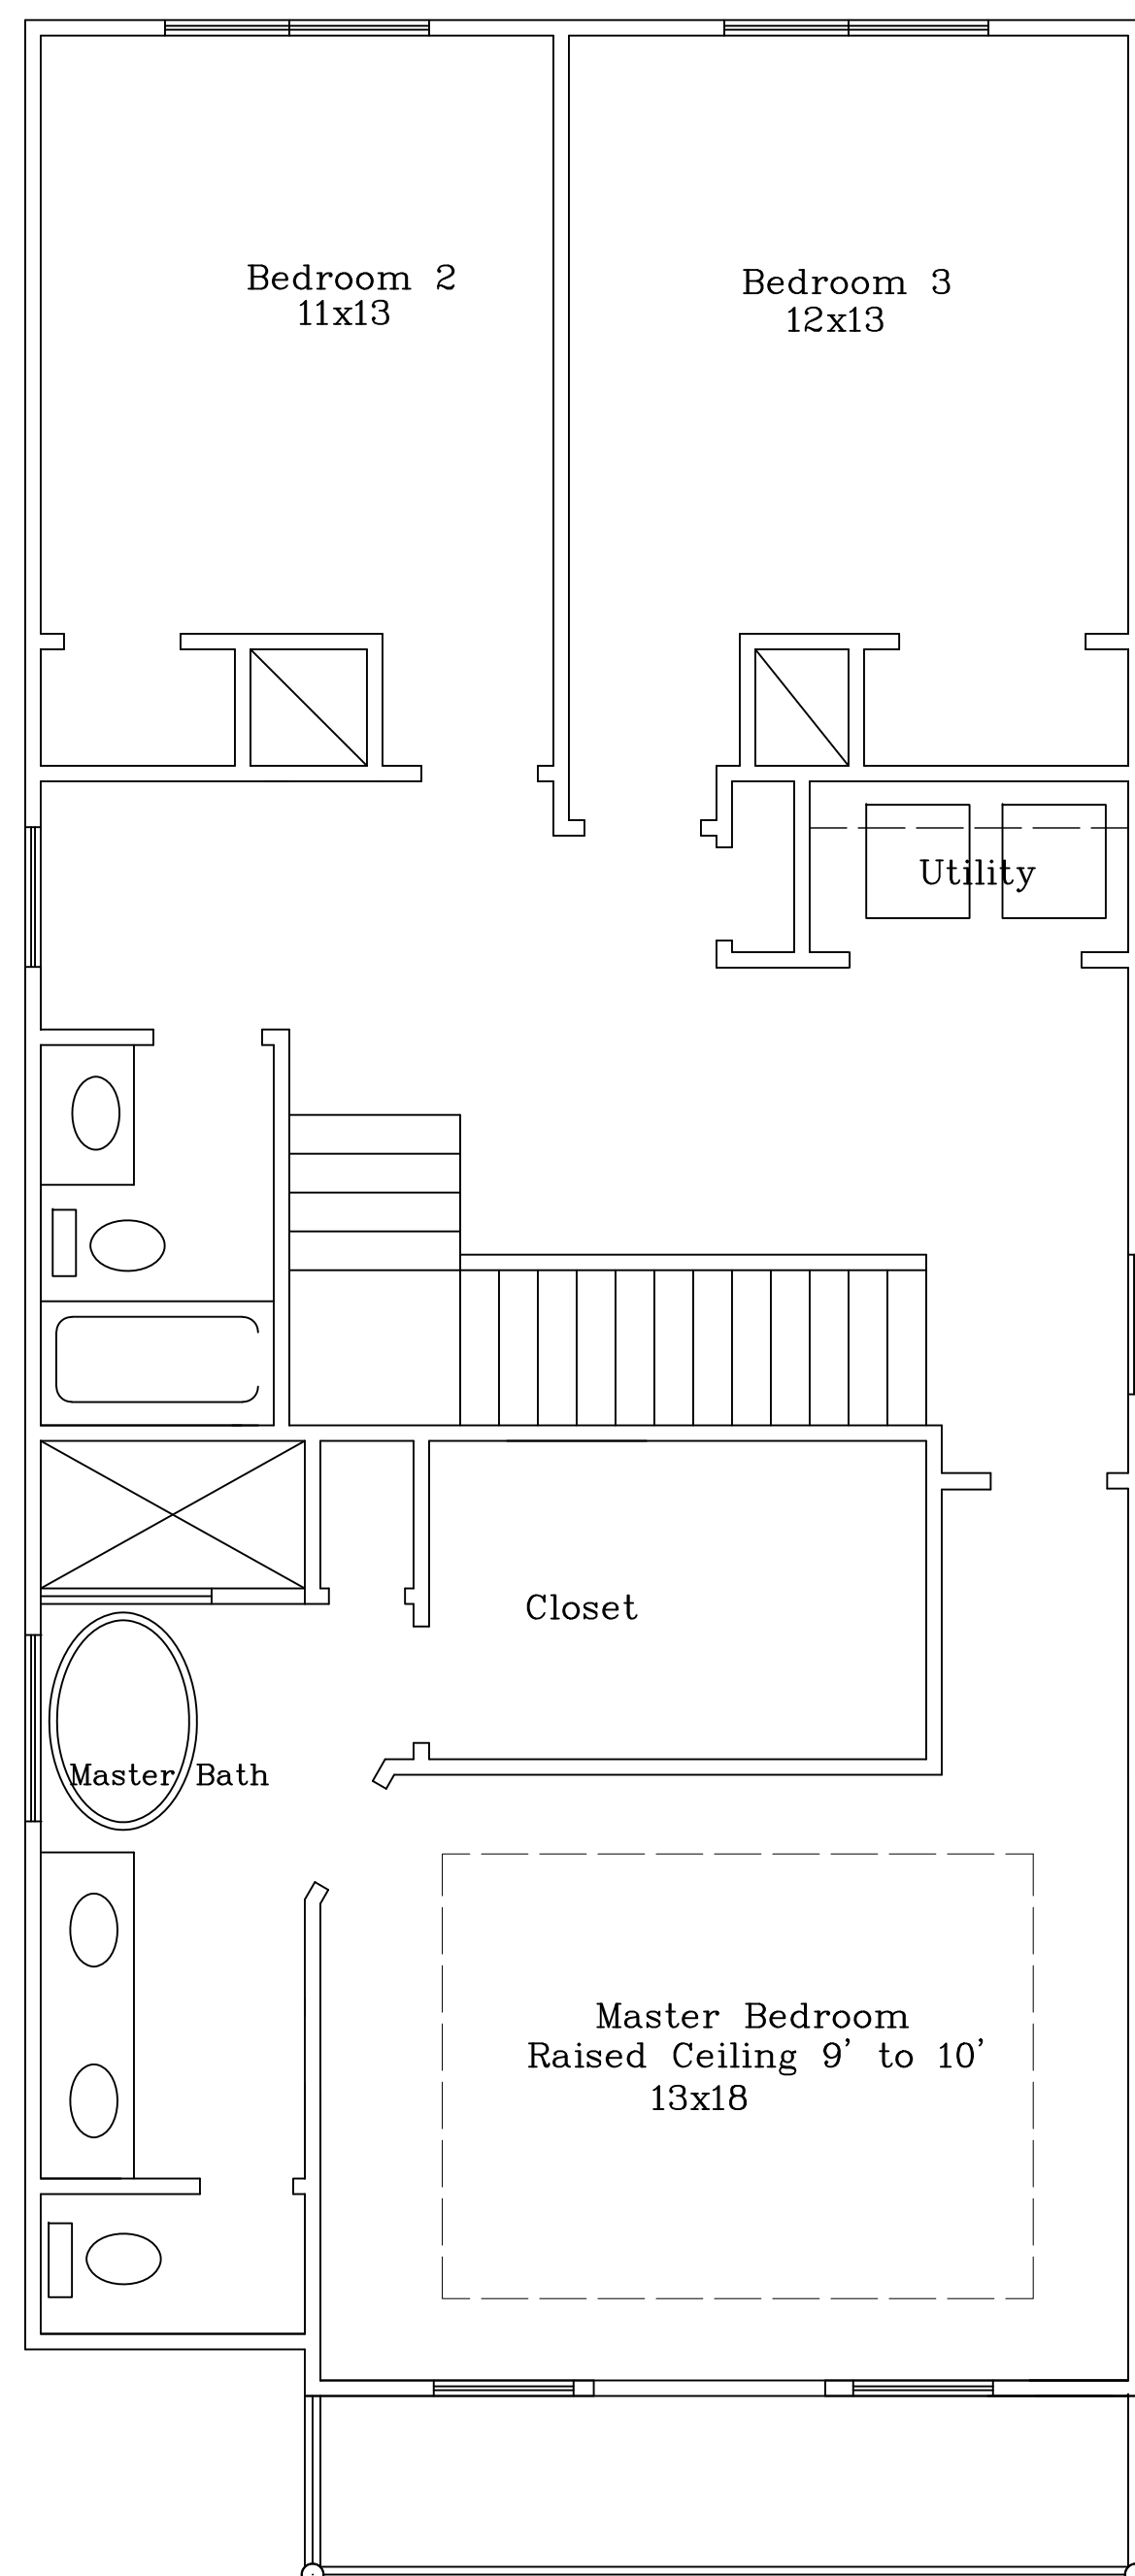 Bedroom 2
11x13
Bedroom 3
12x13
Utility
Closet
Master Bath
Master Bedroom
Raised Ceiling 9' to 10'
13x18